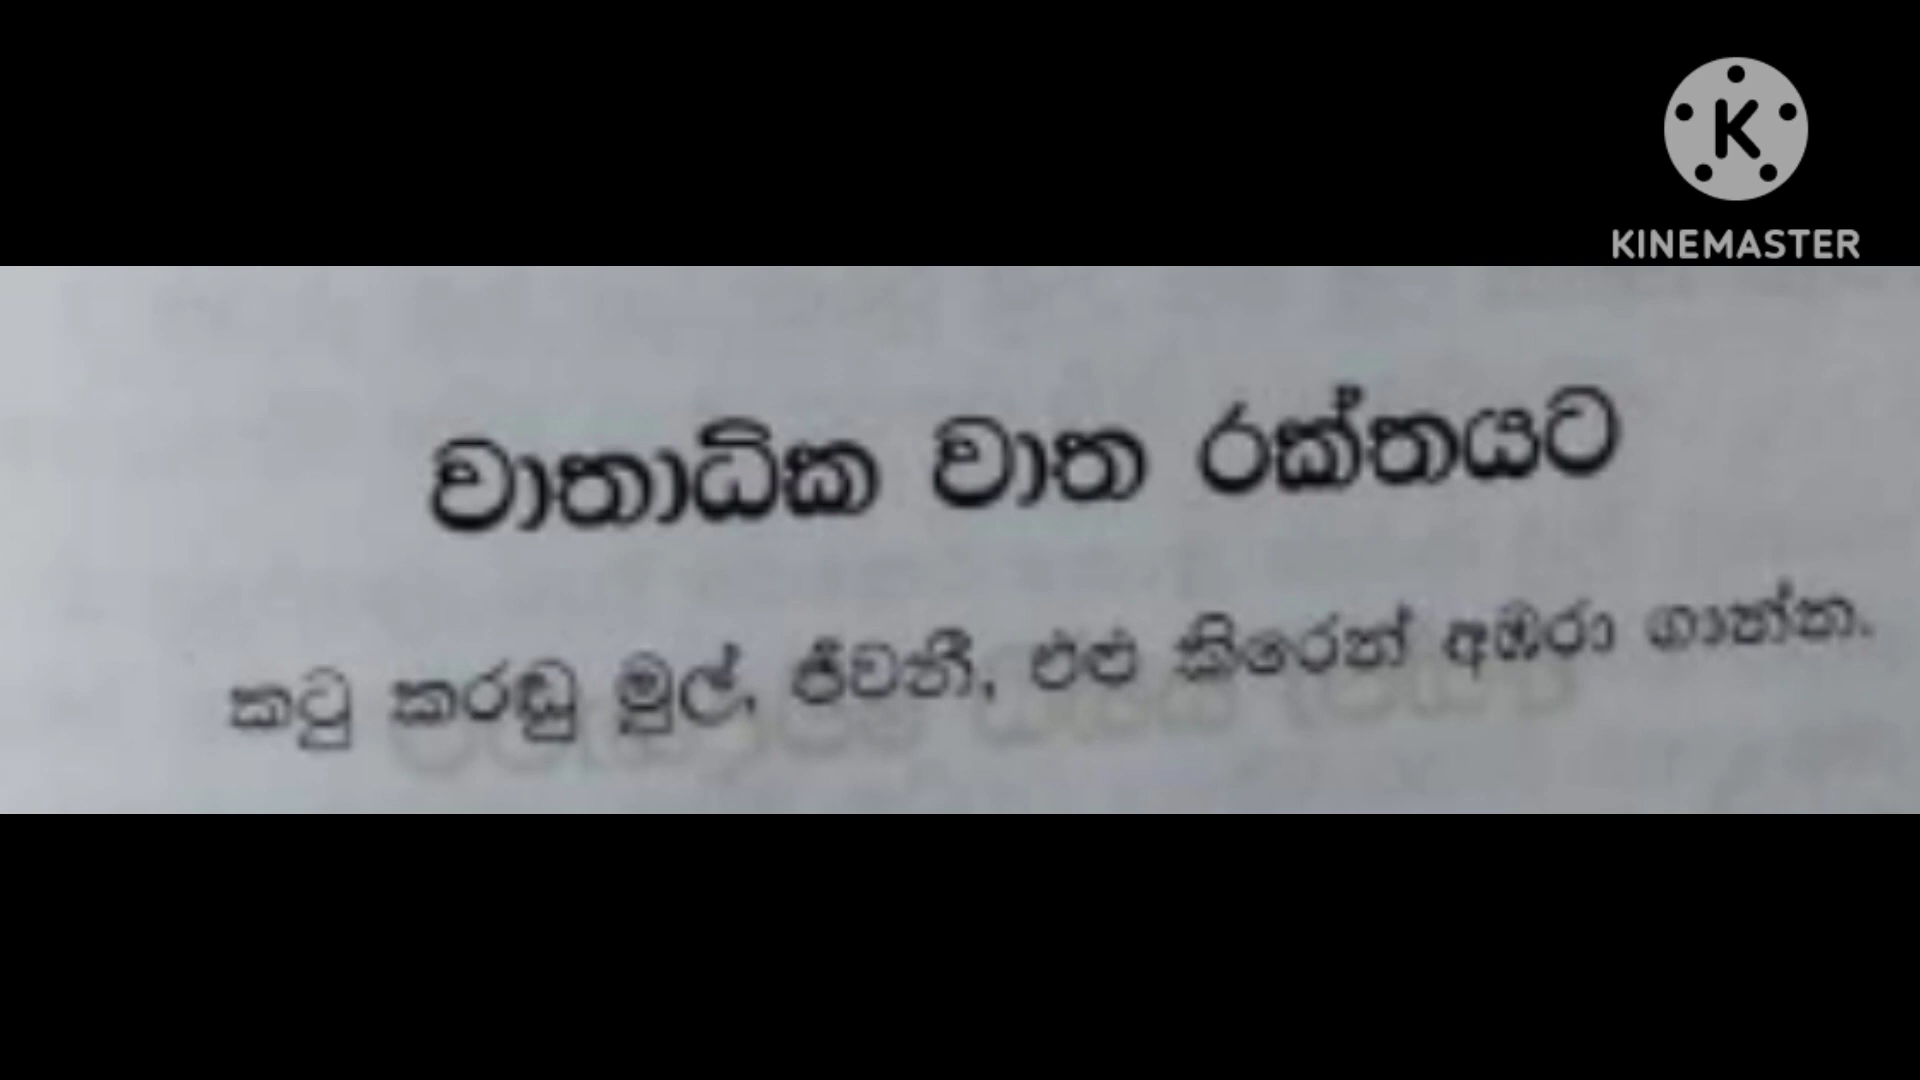 KINEMASTER
වාතාධික වාත රක්තයට
කටු කරඬු මුල්, ජීවනී, එළු කිරෙන් අඹරා ගාන්න.